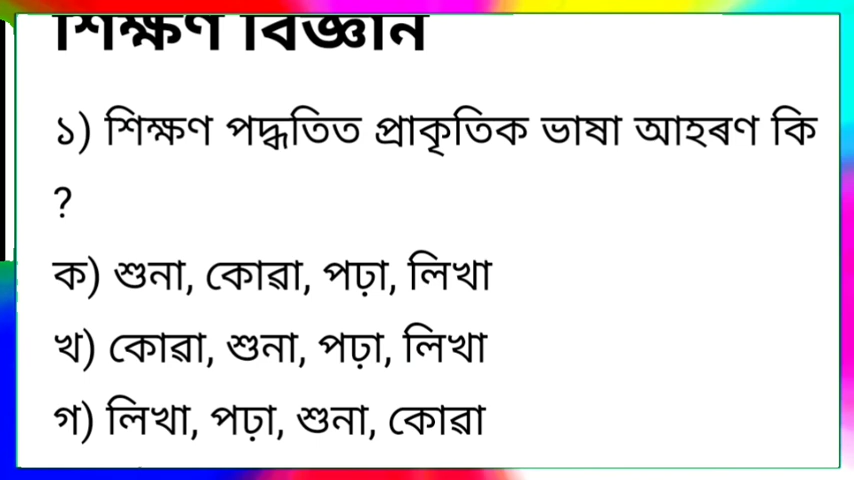 শিক্ষণ বিজ্ঞান
১) শিক্ষণ পদ্ধতিত প্ৰাকৃতিক ভাষা আহৰণ কি
?
ক) শুনা, কোৱা, পঢ়া, লিখা
খ) কোৱা, শুনা, পঢ়া, লিখা
গ) লিখা, পঢ়া, শুনা, কোৱা